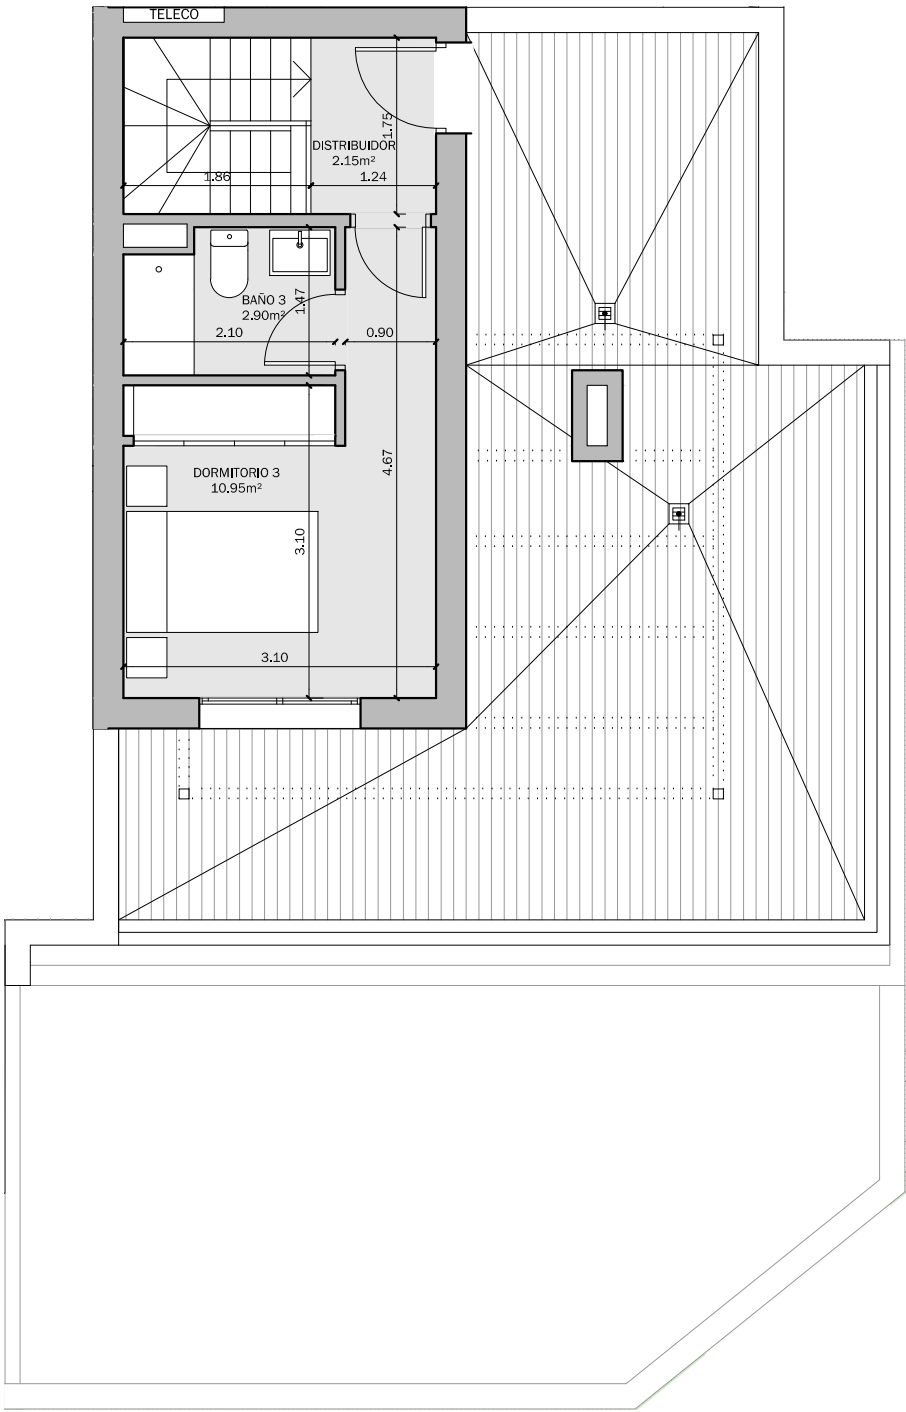 TELECO
1.75
DISTRIBUIDOR
2.15m²
1.86
1.24
BAÑO 3
2.90m²
1.47
2.10
0.90
4.67
DORMITORIO 3
10.95m²
3.10
3.10